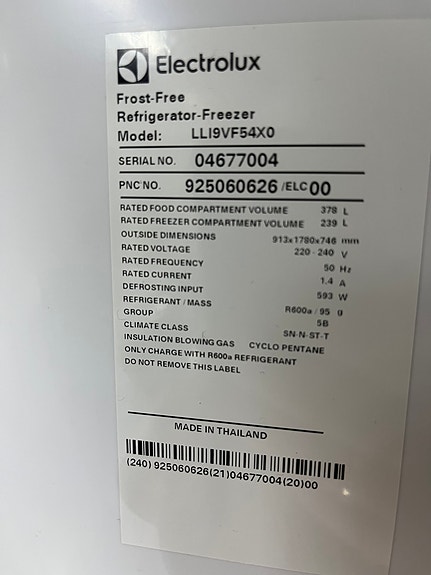 Electrolux
Frost-Free
Refrigerator-Freezer
Model: LLI9VF54X0
SERIAL NO. 04677004
PNC NO. 925060626 /ELC 00
RATED FOOD COMPARTMENT VOLUME 378 L
RATED FREEZER COMPARTMENT VOLUME 239 L
OUTSIDE DIMENSIONS 913x1780x746 mm
RATED VOLTAGE 220 - 240 V
RATED FREQUENCY 50 Hz
RATED CURRENT 1.4 A
DEFROSTING INPUT 593 W
REFRIGERANT / MASS R600a / 95 g
GROUP 5B
CLIMATE CLASS SN-N-ST-T
INSULATION BLOWING GAS CYCLO PENTANE
ONLY CHARGE WITH R600a REFRIGERANT
DO NOT REMOVE THIS LABEL
MADE IN THAILAND
(240) 925060626(21)04677004(20)00